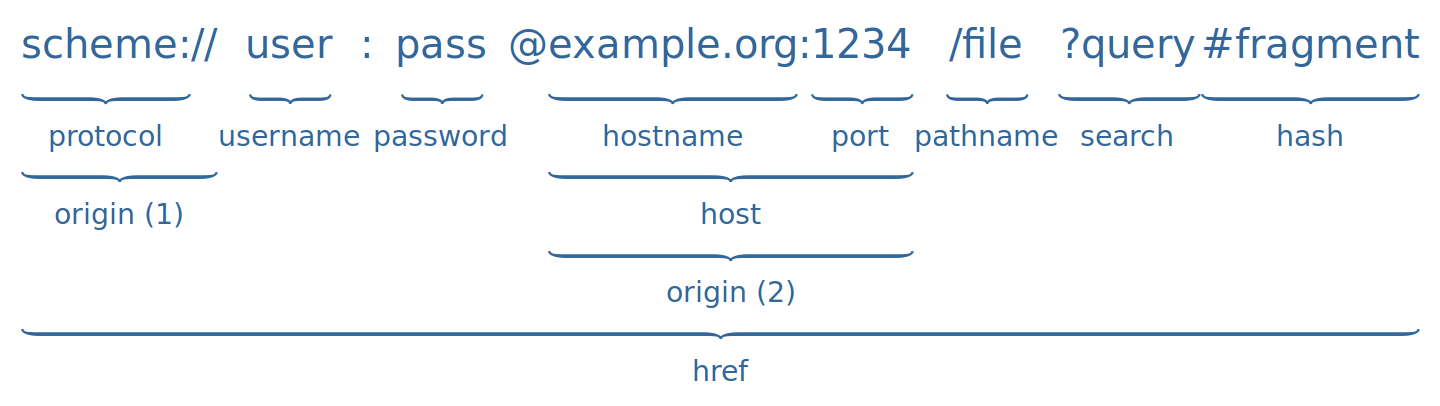 scheme:// user : pass @example.org:1234 /file ?query #fragment
protocol username password hostname port pathname search hash
origin (1) host
origin (2)
href